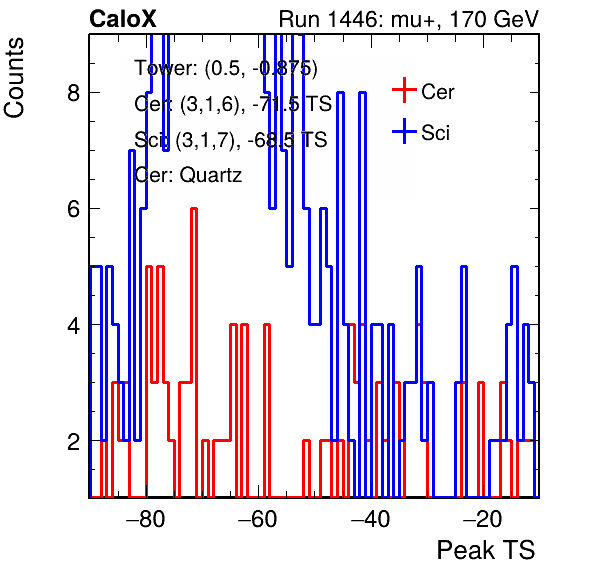 CaloX Run 1446: mu+, 170 GeV
Counts
Tower: (0.5, -0.875)
Cer: (3,1,6), -71.5 TS
Sci: (3,1,7), -68.5 TS
Cer: Quartz
Cer
Sci
8
6
4
2
−80 −60 −40 −20
Peak TS